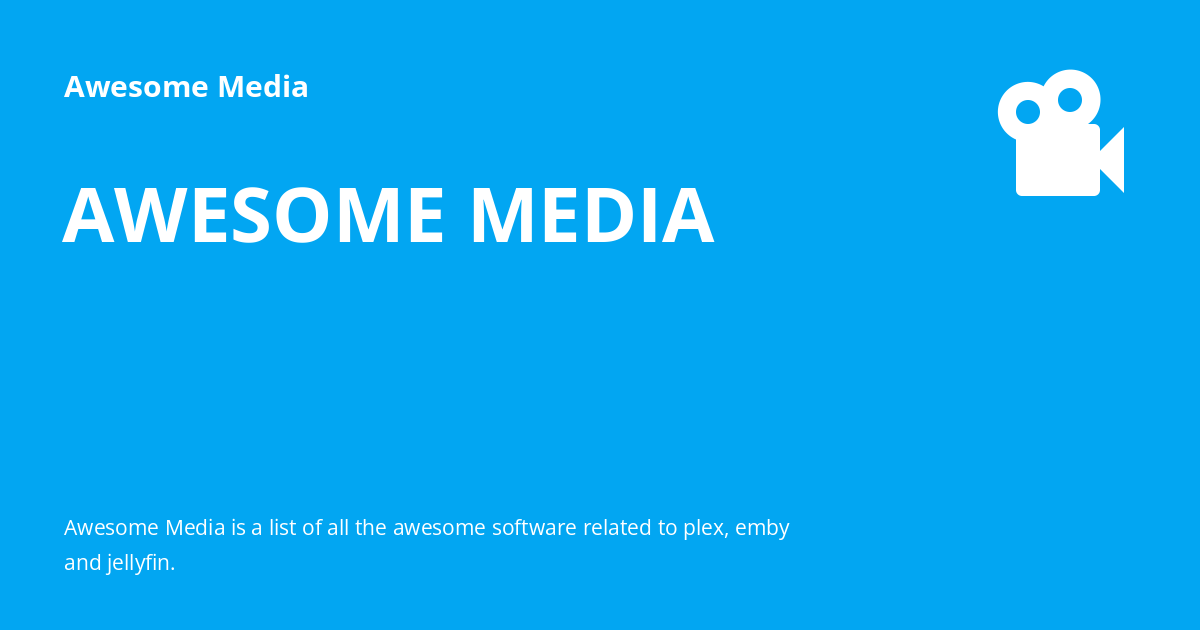 Awesome Media
AWESOME MEDIA
Awesome Media is a list of all the awesome software related to plex, emby
and jellyfin.